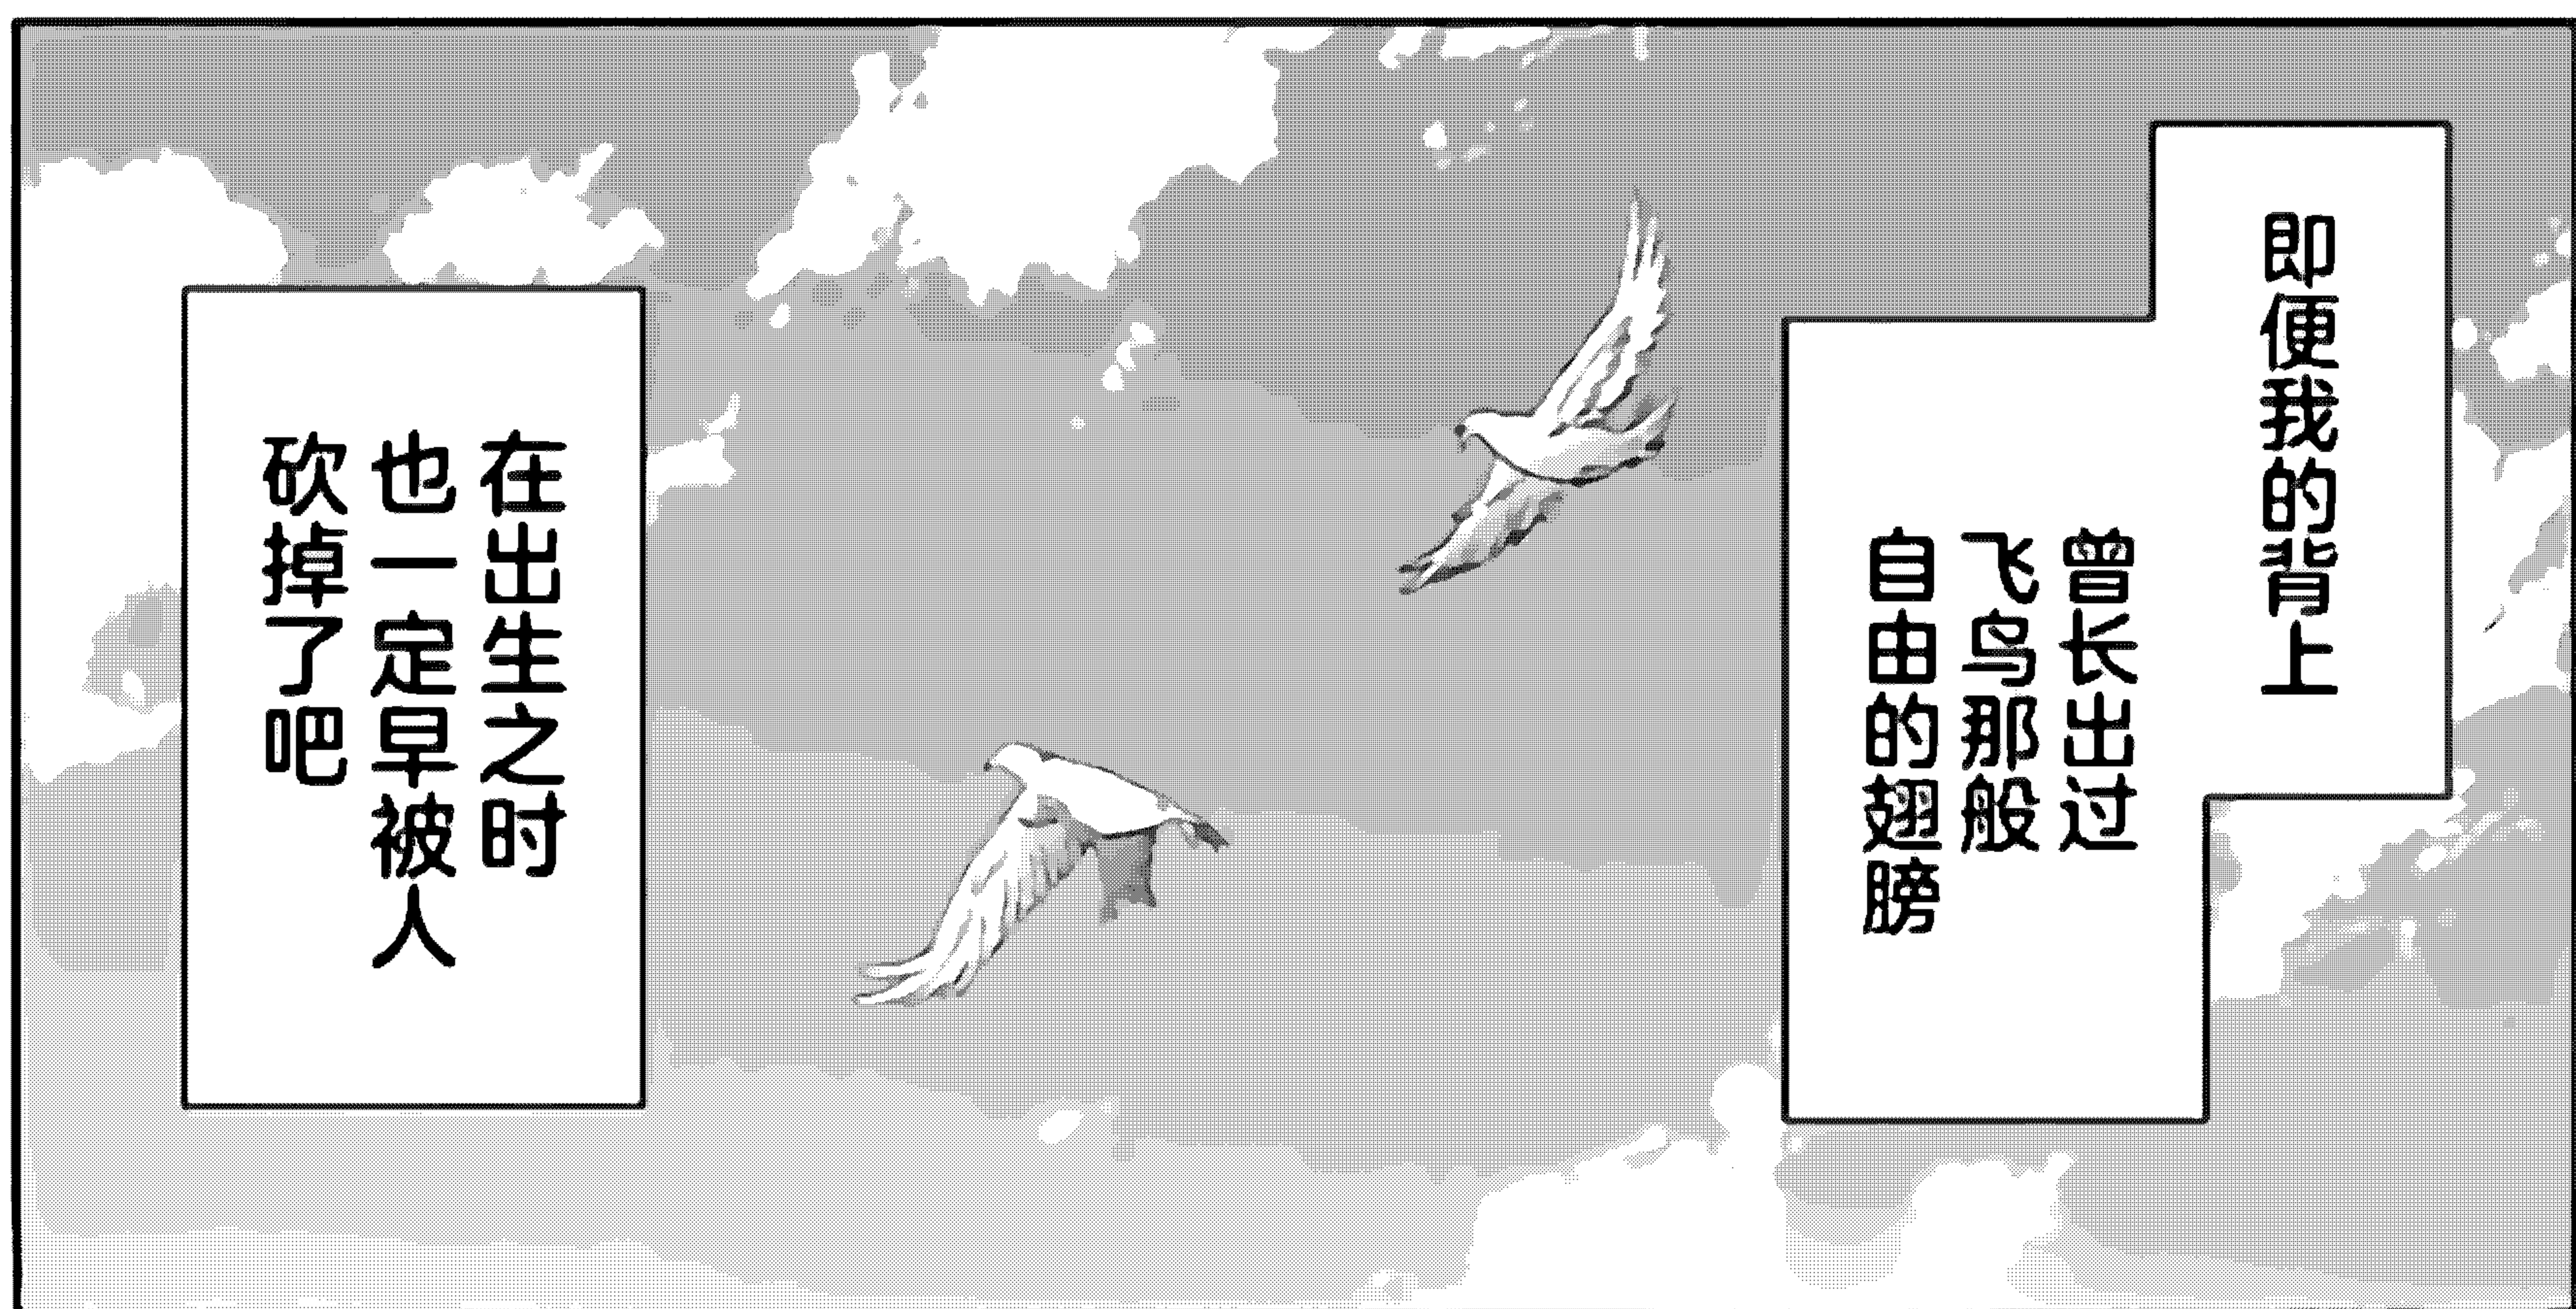 即便我的背上
曾长出过
飞鸟那般
自由的翅膀
在出生之时
也一定早被人
砍掉了吧